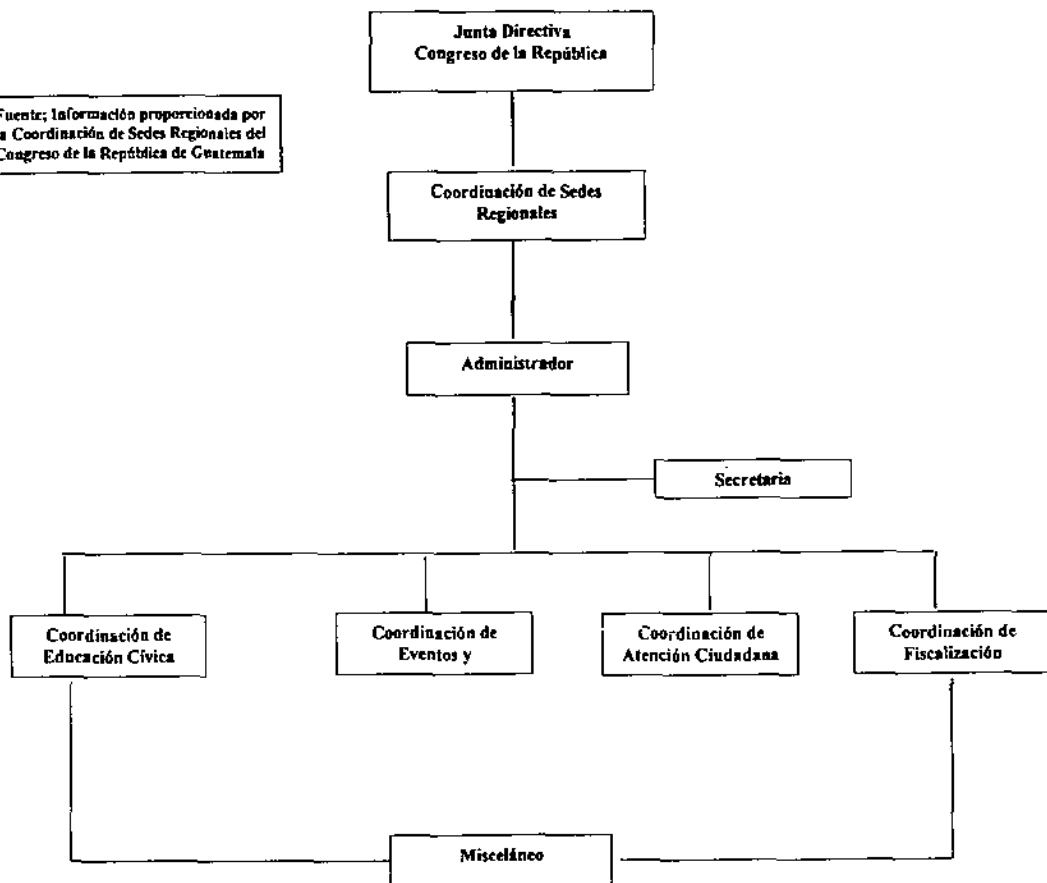 Junta Directiva
Congreso de la República
Fuente; Información proporcionada por
a Coordinación de Sedes Regionales del
Congreso de la República de Guatemala
Coordinación de Sedes
Regionales
Administrador
Secretaria
Coordinación de
Educación Cívica
Coordinación de
Eventos y
Coordinación de
Atención Ciudadana
Coordinación de
Fiscalización
Misceláneo